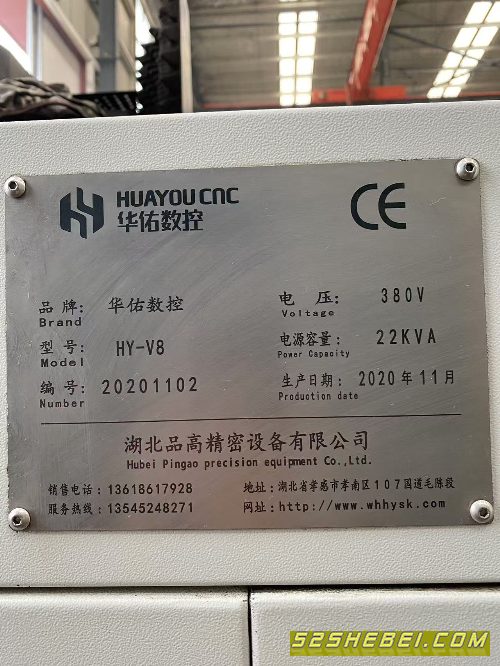 HUAYOU CNC
华佑数控
CE
品牌: 华佑数控
Brand
电压: 380V
Voltage
型号: HY-V8
Model
电源容量: 22KVA
Power Capacity
编号: 20201102
Number
生产日期: 2020年11月
Production date
湖北品高精密设备有限公司
Hubei Pingao precision equipment Co.,Ltd.
销售电话: 13618617928
地址: 湖北省孝感市孝南区107国道毛陈段
服务热线: 13545248271
网址: http://www.whhysk.com
52SHEBEI.COM